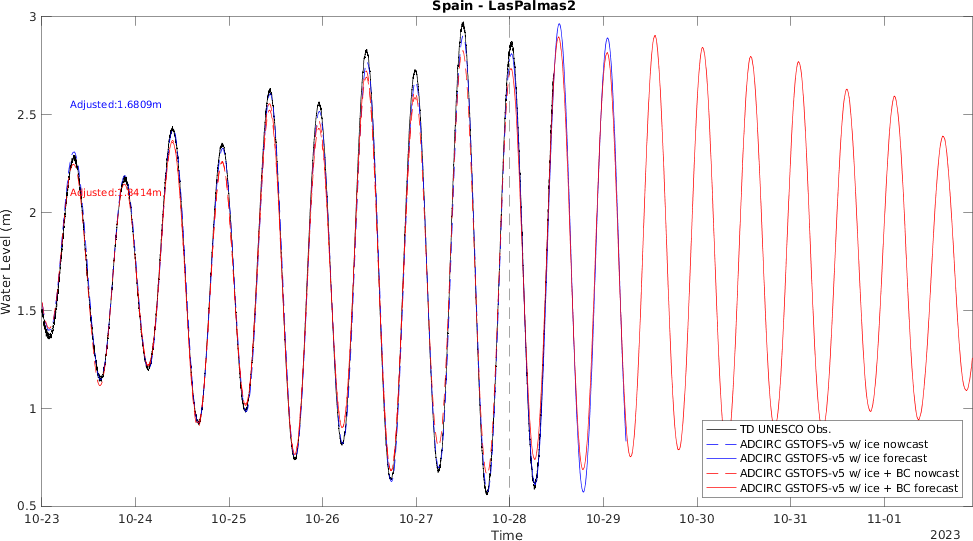 Spain - LasPalmas2
3
2.5
2
1.5
1
0.5
Water Level (m)
Adjusted:1.6809m
TD UNESCO Obs.
ADCIRC GSTOFS-v5 w/ ice nowcast
ADCIRC GSTOFS-v5 w/ ice forecast
ADCIRC GSTOFS-v5 w/ ice + BC nowcast
ADCIRC GSTOFS-v5 w/ ice + BC forecast
10-23 10-24 10-25 10-26 10-27 10-28 10-29 10-30 10-31 11-01
Time
2023